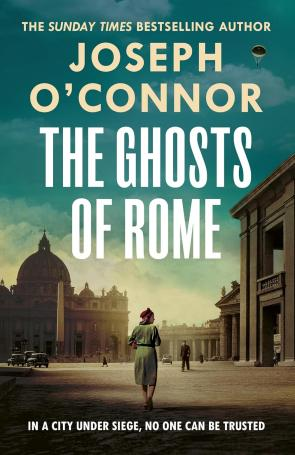 THE SUNDAY TIMES BESTSELLING AUTHOR
JOSEPH
O'CONNOR
THE GHOSTS
OF ROME
IN A CITY UNDER SIEGE, NO ONE CAN BE TRUSTED